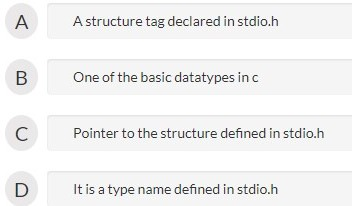 A A structure tag declared in stdio.h
B One of the basic datatypes in c
C Pointer to the structure defined in stdio.h
D It is a type name defined in stdio.h